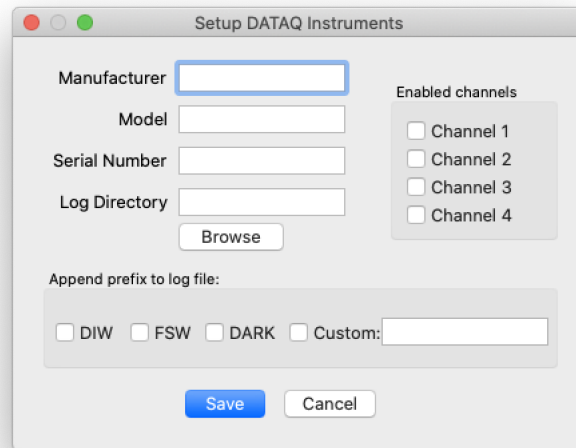 Setup DATAQ Instruments
Manufacturer
Model
Serial Number
Log Directory
Browse
Enabled channels
Channel 1
Channel 2
Channel 3
Channel 4
Append prefix to log file:
DIW FSW DARK Custom:
Save Cancel